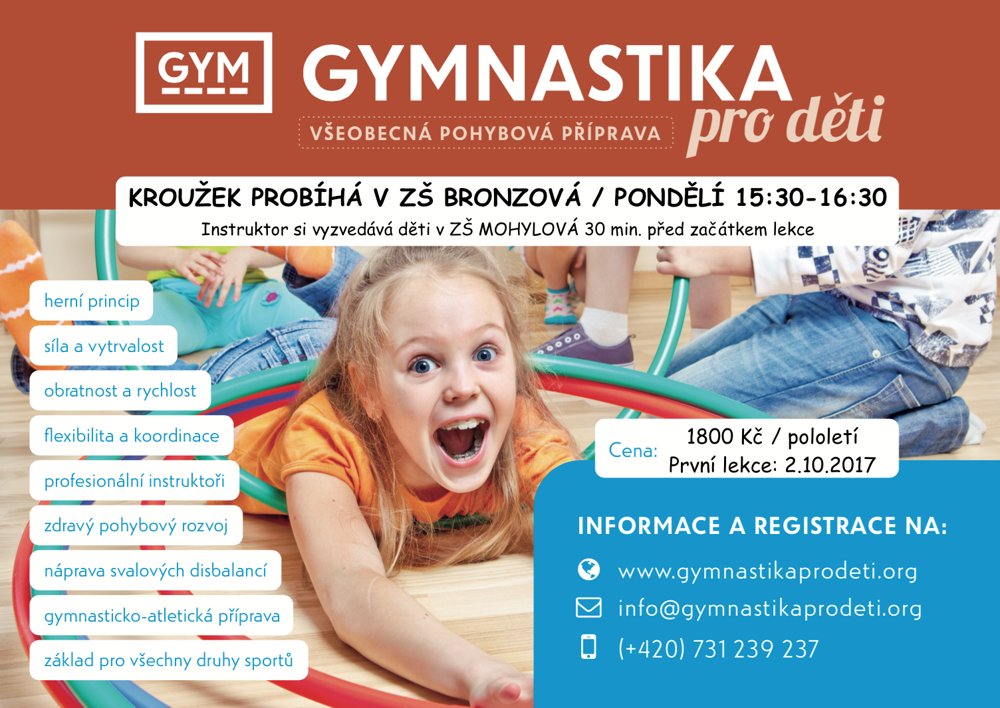 GYM
GYMNASTIKA
pro děti
VŠEOBECNÁ POHYBOVÁ PŘÍPRAVA
KROUŽEK PROBÍHÁ V ZŠ BRONZOVÁ / PONDĚLÍ 15:30-16:30
Instruktor si vyzvedává děti v ZŠ MOHYLOVÁ 30 min. před začátkem lekce
herní princip
síla a vytrvalost
obratnost a rychlost
flexibilita a koordinace
profesionální instruktoři
zdravý pohybový rozvoj
náprava svalových disbalancí
gymnasticko-atletická příprava
základ pro všechny druhy sportů
Cena:
1800 Kč / pololetí
První lekce: 2.10.2017
INFORMACE A REGISTRACE NA:
www.gymnastikaprodeti.org
info@gymnastikaprodeti.org
(+420) 731 239 237